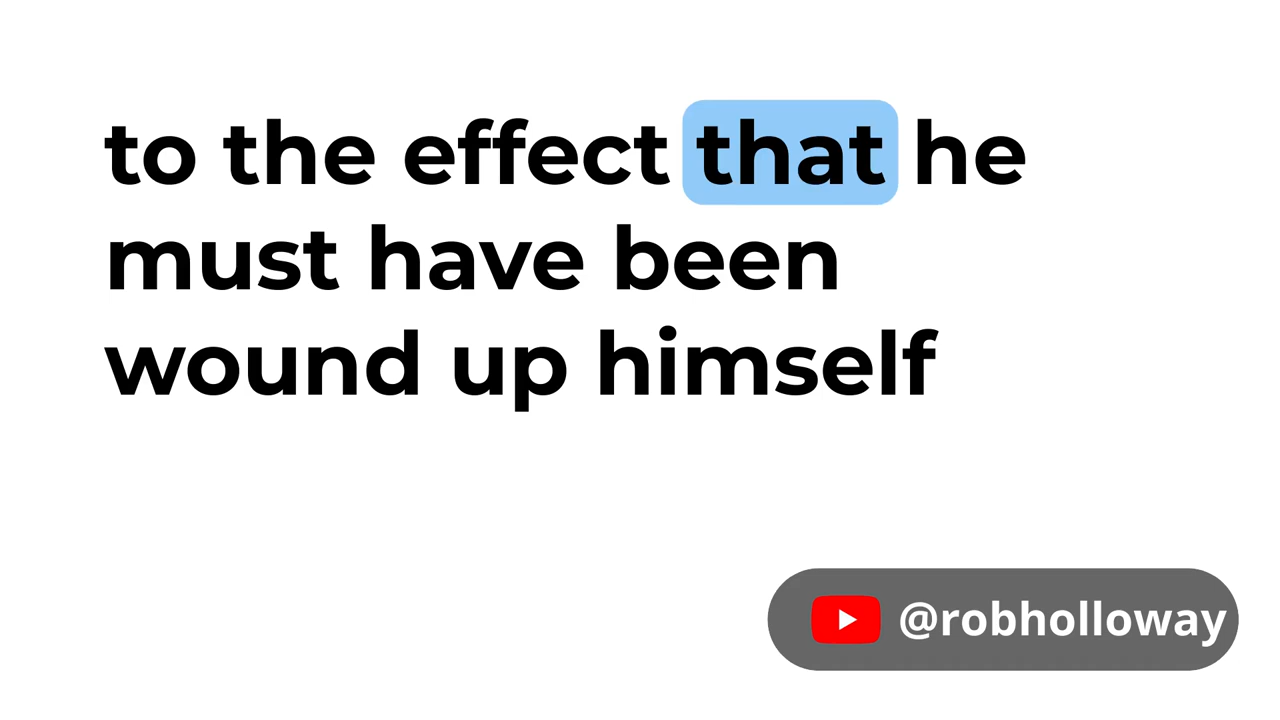 to the effect that he
must have been
wound up himself
@robholloway